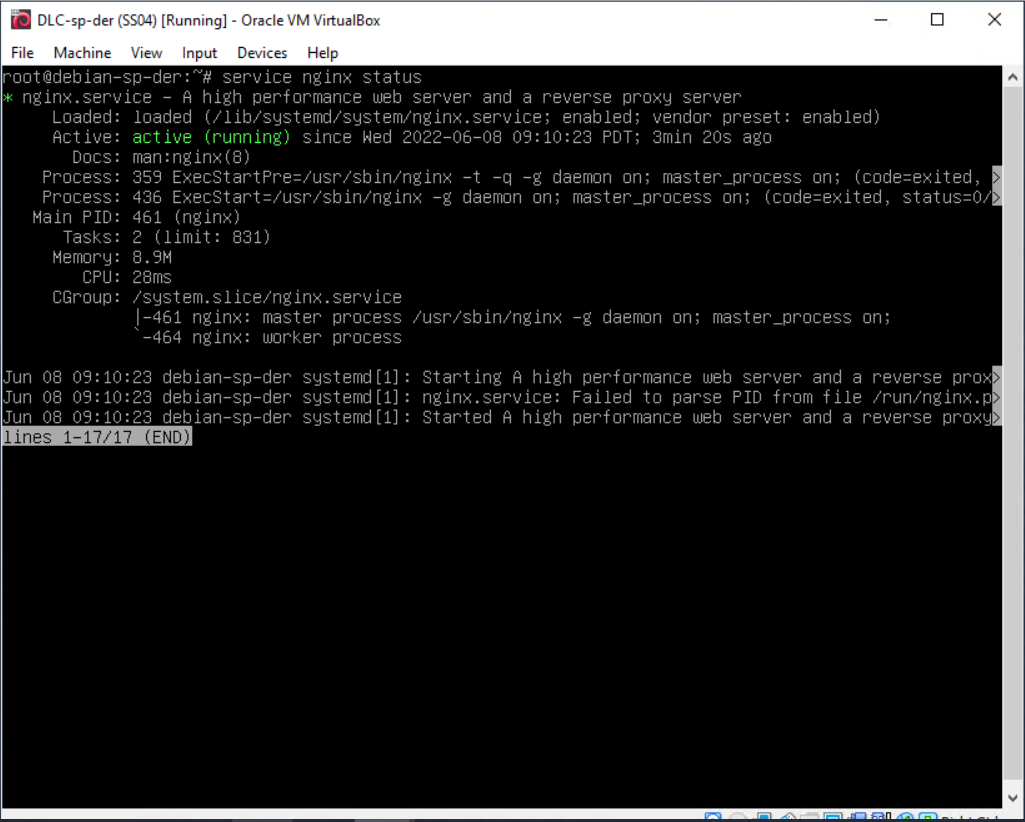 DLC-sp-der (SS04) [Running] - Oracle VM VirtualBox
File Machine View Input Devices Help
root@debian-sp-der:~# service nginx status
* nginx.service - A high performance web server and a reverse proxy server
Loaded: loaded (/lib/systemd/system/nginx.service; enabled; vendor preset: enabled)
Active: active (running) since Wed 2022-06-08 09:10:23 PDT; 3min 20s ago
Docs: man:nginx(8)
Process: 359 ExecStartPre=/usr/sbin/nginx -t -q -g daemon on; master_process on; (code=exited, >
Process: 436 ExecStart=/usr/sbin/nginx -g daemon on; master_process on; (code=exited, status=0/>
Main PID: 461 (nginx)
Tasks: 2 (limit: 831)
Memory: 8.9M
CPU: 28ms
CGroup: /system.slice/nginx.service
|-461 nginx: master process /usr/sbin/nginx -g daemon on; master_process on;
`-464 nginx: worker process
Jun 08 09:10:23 debian-sp-der systemd[1]: Starting A high performance web server and a reverse prox>
Jun 08 09:10:23 debian-sp-der systemd[1]: nginx.service: Failed to parse PID from file /run/nginx.p>
Jun 08 09:10:23 debian-sp-der systemd[1]: Started A high performance web server and a reverse proxy>
lines 1-17/17 (END)